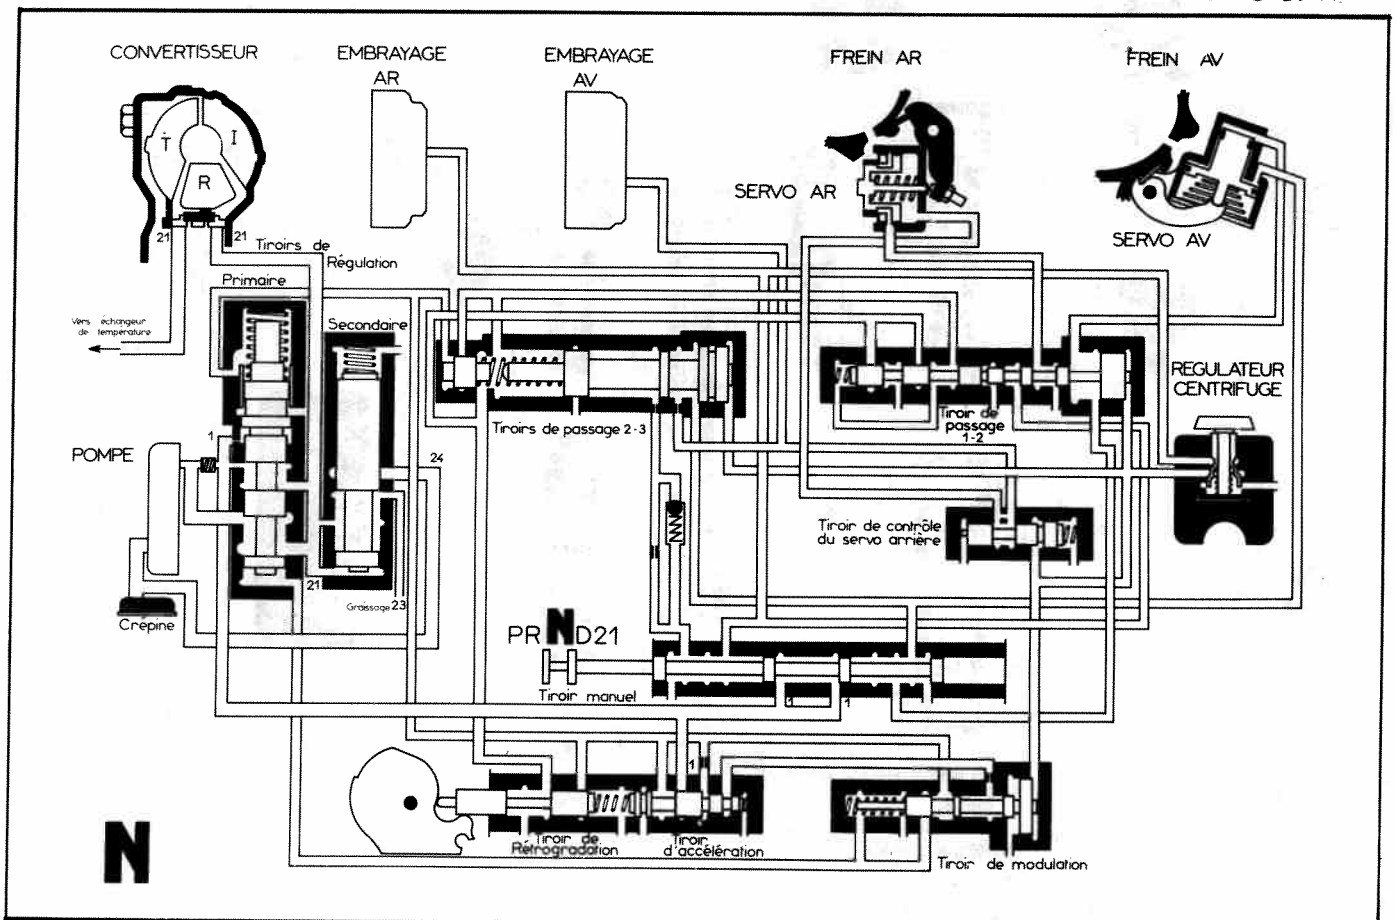 CONVERTISSEUR
EMBRAYAGE
AR
EMBRAYAGE
AV
FREIN AR
FREIN AV
T
I
R
SERVO AR
SERVO AV
21
21
Tiroirs de
Régulation
Primaire
Secondaire
Vers échangeur
de température
REGULATEUR
CENTRIFUGE
Tiroirs de passage 2-3
Tiroir de
passage
1-2
1
POMPE
24
Tiroir de contrôle
du servo arrière
21
Graissage 23
Crépine
PRND21
Tiroir manuel
1
1
1
Tiroir de
Rétrogradation
Tiroir
d'accélération
Tiroir de modulation
N